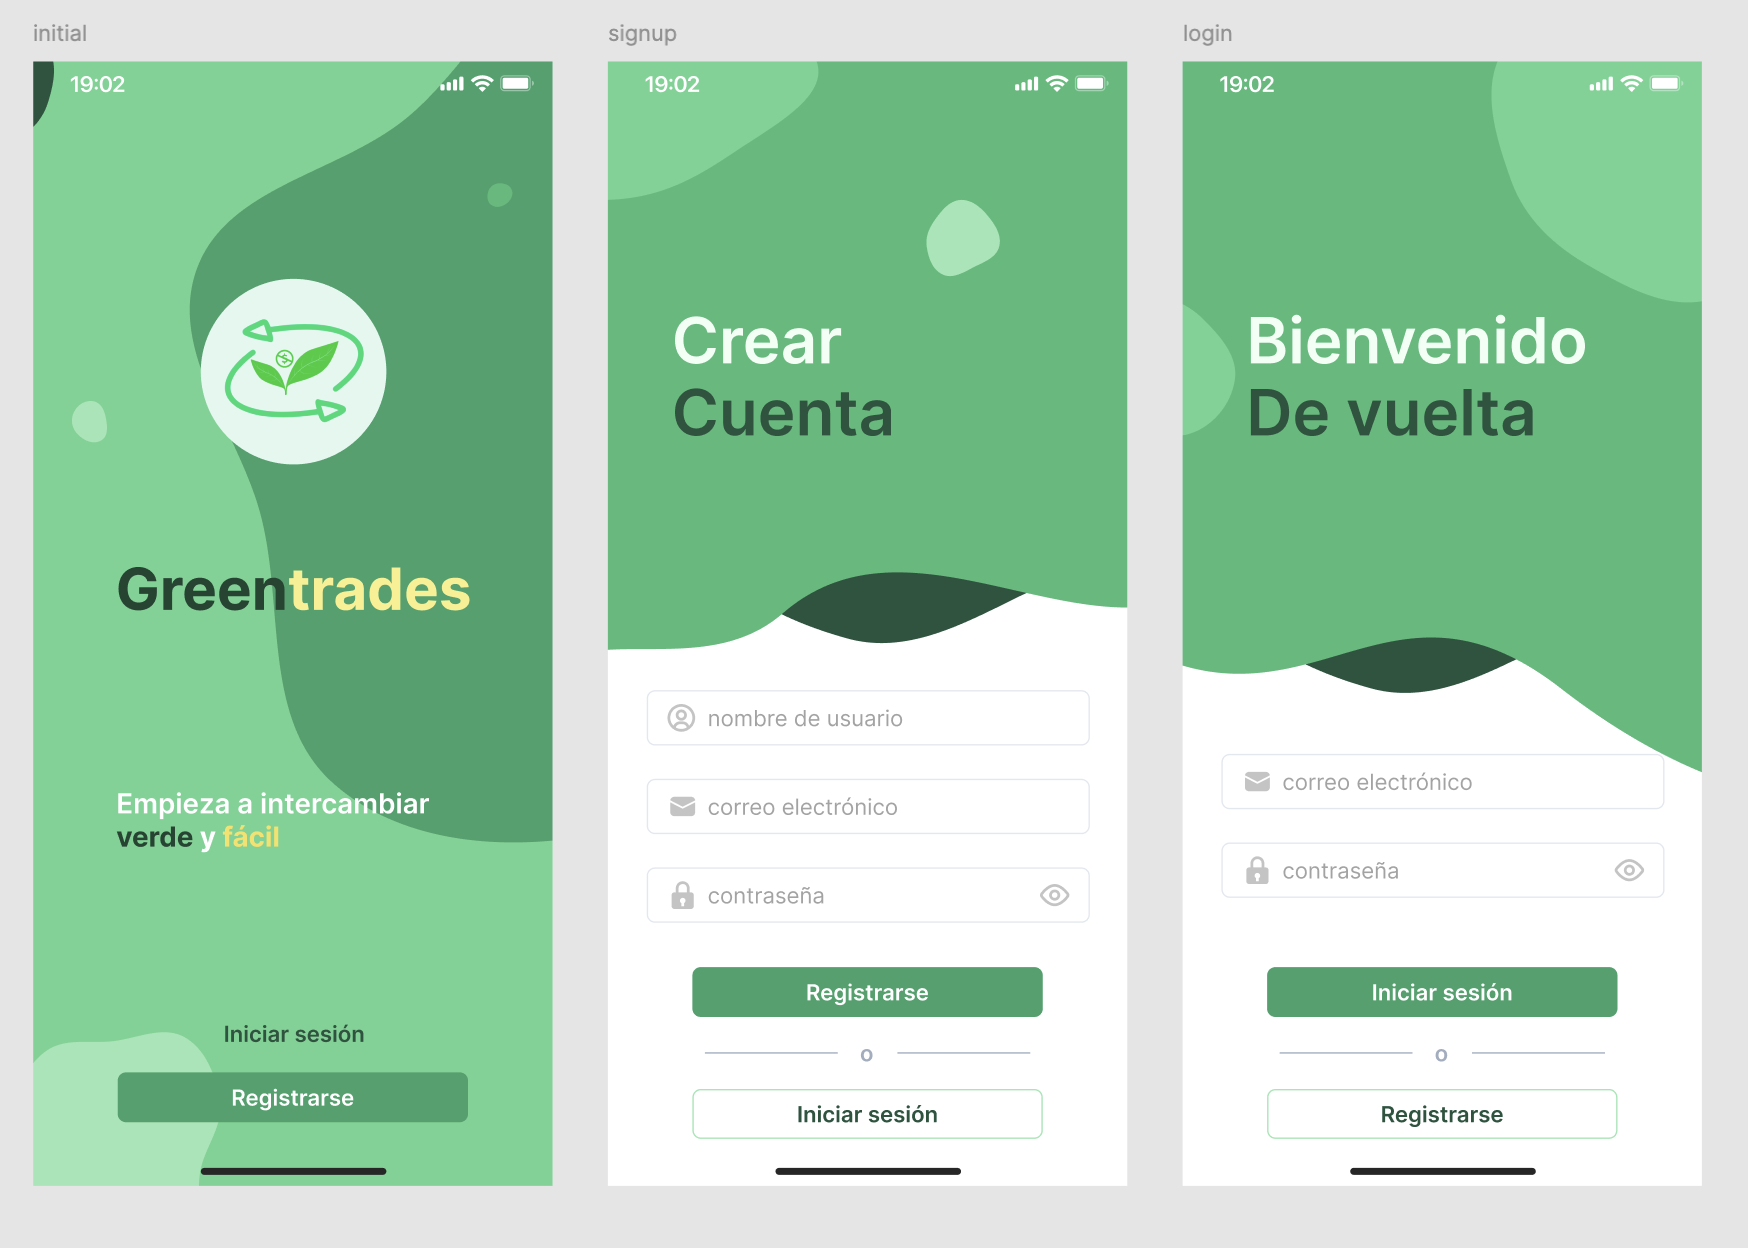 initial
19:02
Greentrades
Empieza a intercambiar
verde y fácil
Iniciar sesión
Registrarse
signup
19:02
Crear
Cuenta
nombre de usuario
correo electrónico
contraseña
Registrarse
o
Iniciar sesión
login
19:02
Bienvenido
De vuelta
correo electrónico
contraseña
Iniciar sesión
o
Registrarse